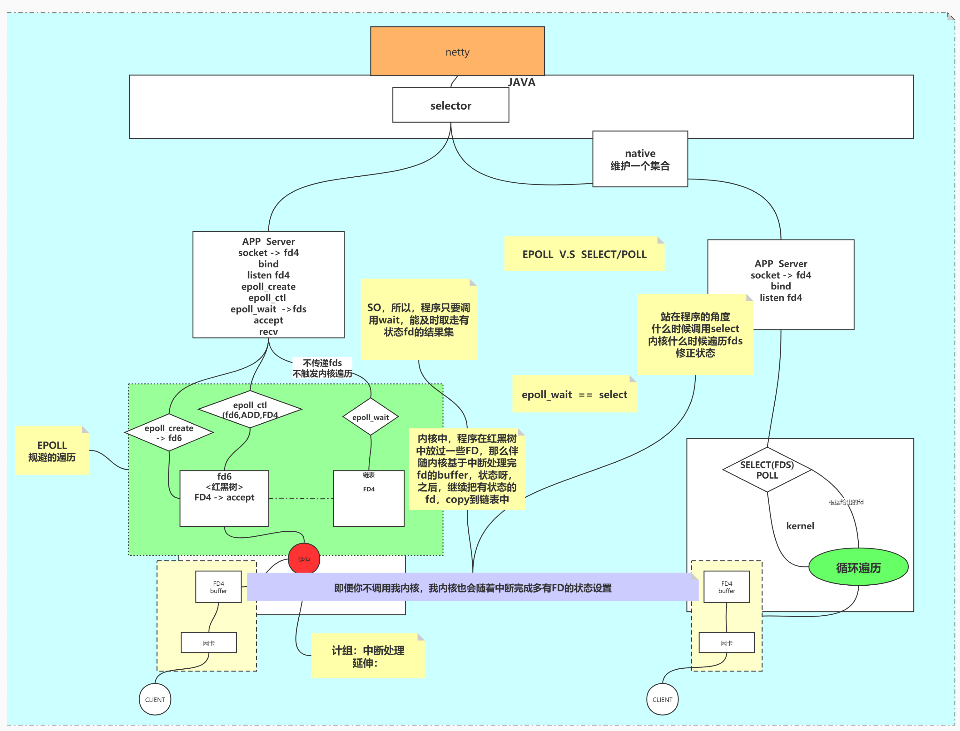 netty
JAVA
selector
native
维护一个集合
APP Server
socket -> fd4
bind
listen fd4
epoll_create
epoll_ctl
epoll_wait ->fds
accept
recv
EPOLL V.S SELECT/POLL
APP Server
socket -> fd4
bind
listen fd4
SO，所以，程序只要调
用wait，能及时取走有
状态fd的结果集
站在程序的角度
什么时候调用select
内核什么时候遍历fds
修正状态
不传递fds
不触发内核遍历
epoll_wait == select
epoll_create
-> fd6
epoll_ctl
(fd6,ADD,FD4
epoll_wait
EPOLL
规避的遍历
内核中，程序在红黑树
中放过一些FD，那么伴
随内核基于中断处理完
fd的buffer，状态呀，
之后，继续把有状态的
fd，copy到链表中
fd6
<红黑树>
FD4 -> accept
链表
FD4
SELECT(FDS)
POLL
kernel
循环遍历
FD4
buffer
即便你不调用我内核，我内核也会随着中断完成多有FD的状态设置
FD4
buffer
网卡
网卡
计组：中断处理
延伸：
CLIENT
CLIENT